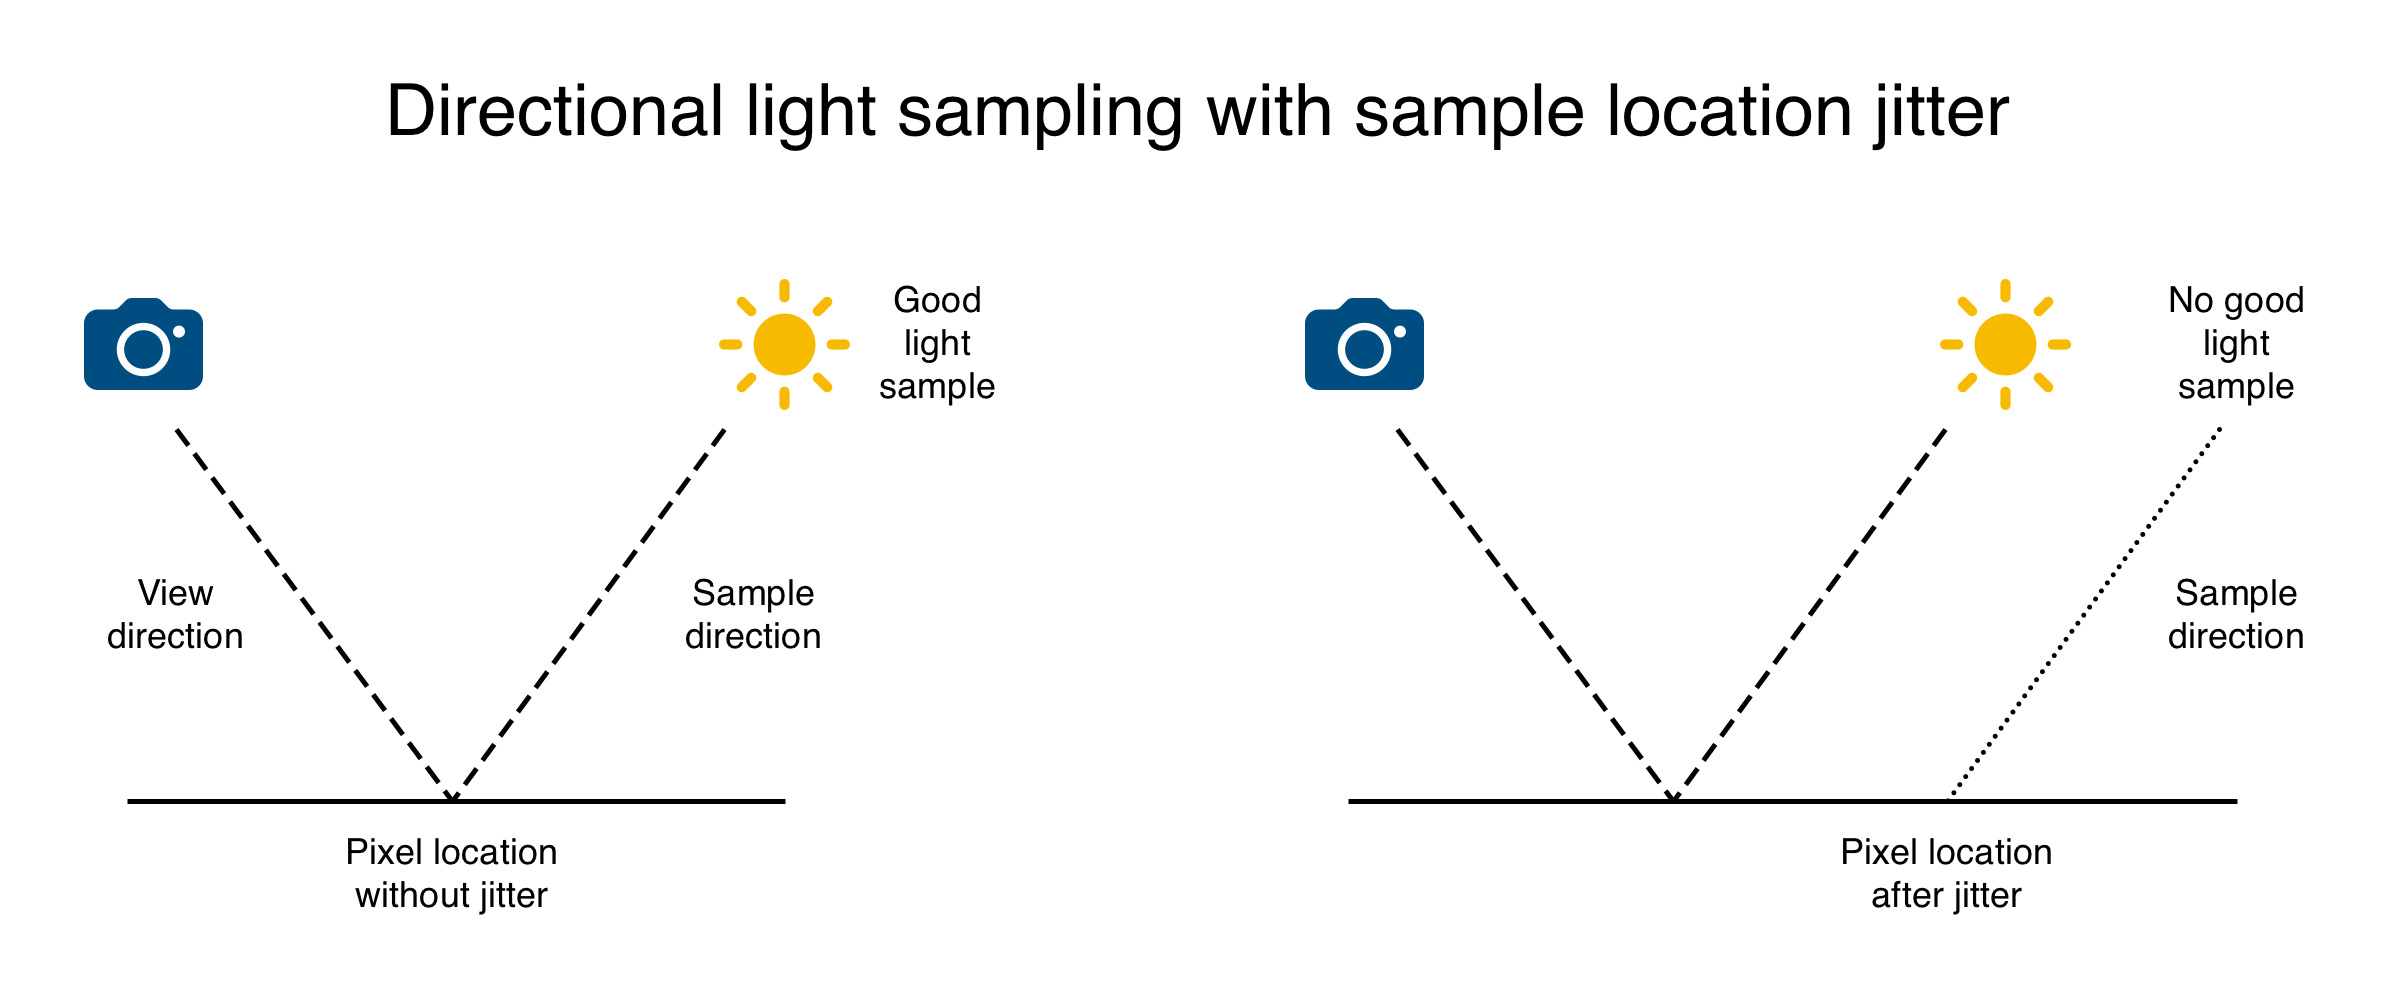 Directional light sampling with sample location jitter
Good
light
sample
View
direction
Sample
direction
Pixel location
without jitter
No good
light
sample
Sample
direction
Pixel location
after jitter